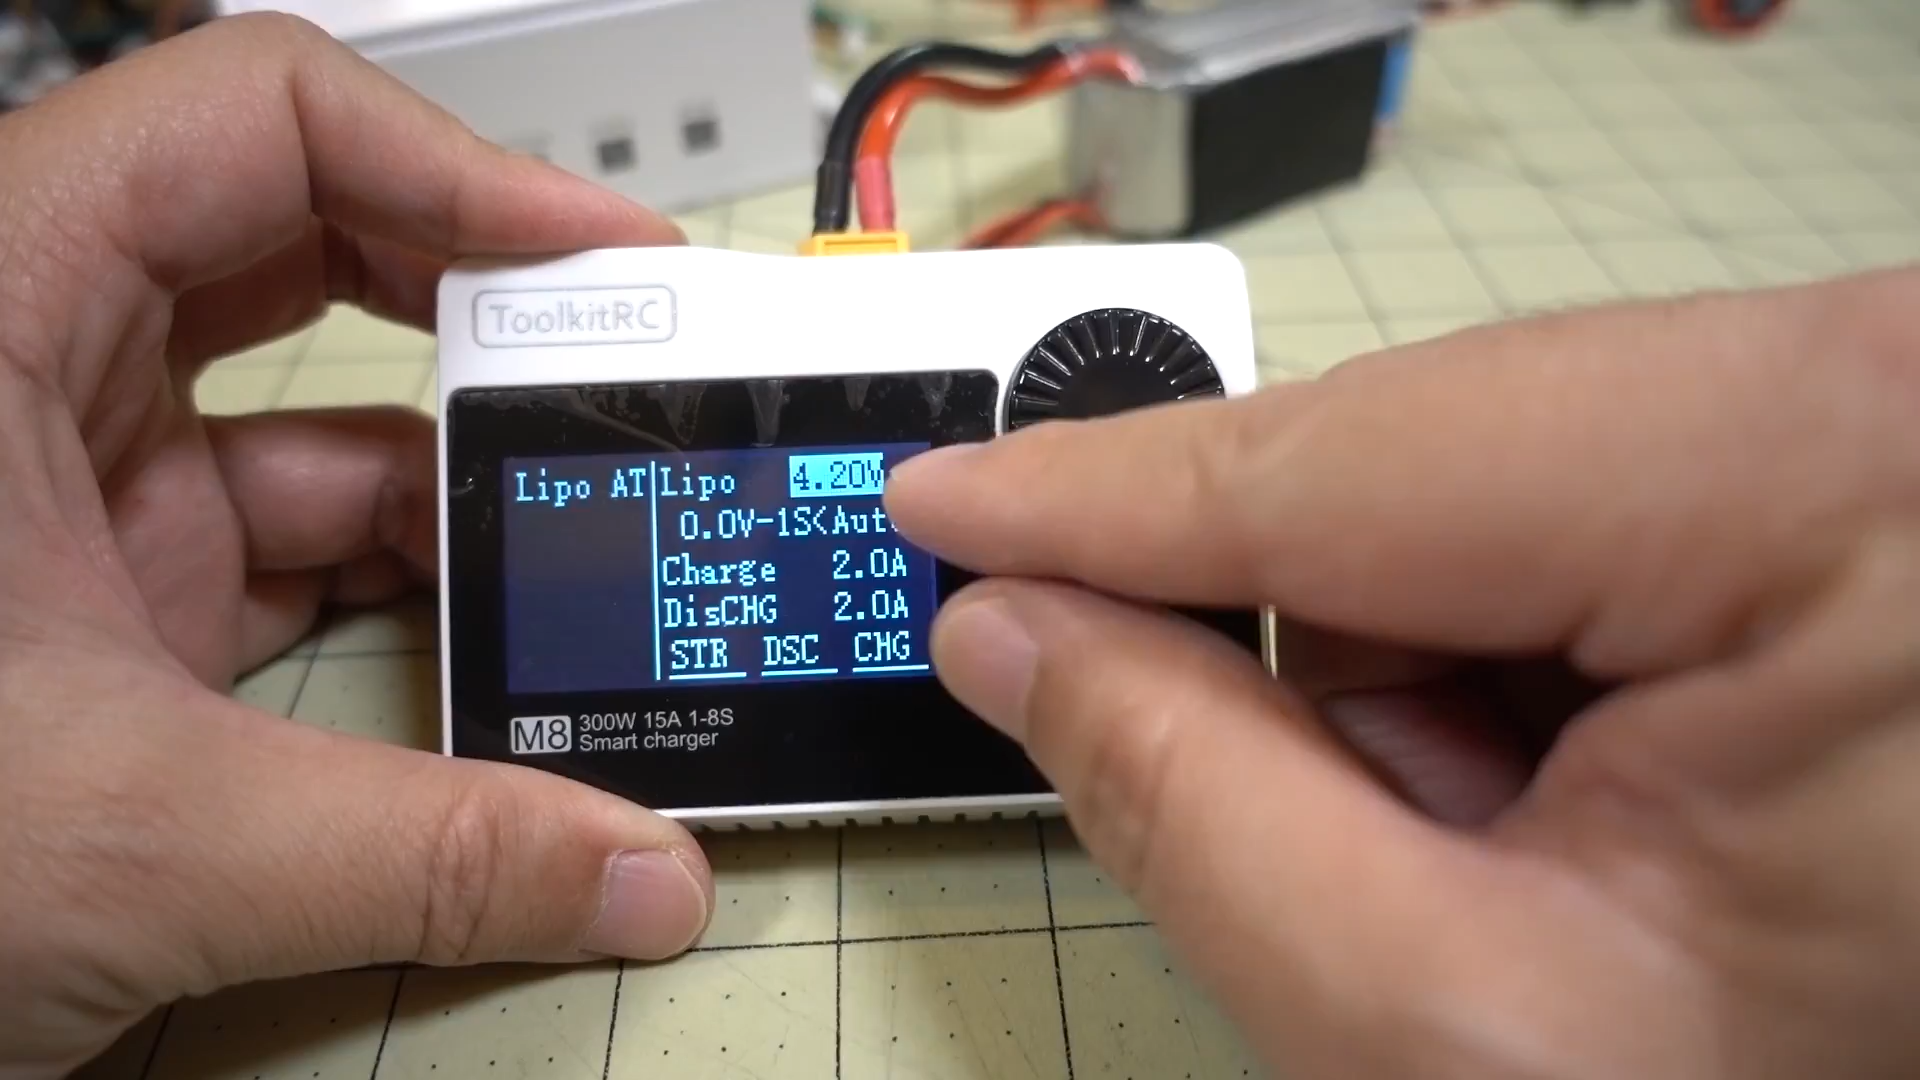 ToolkitRC
Lipo AT
Lipo 4.20V
0.0V-1S<Auto
Charge 2.0A
DisCHG 2.0A
STR DSC CHG
M8
300W 15A 1-8S
Smart charger